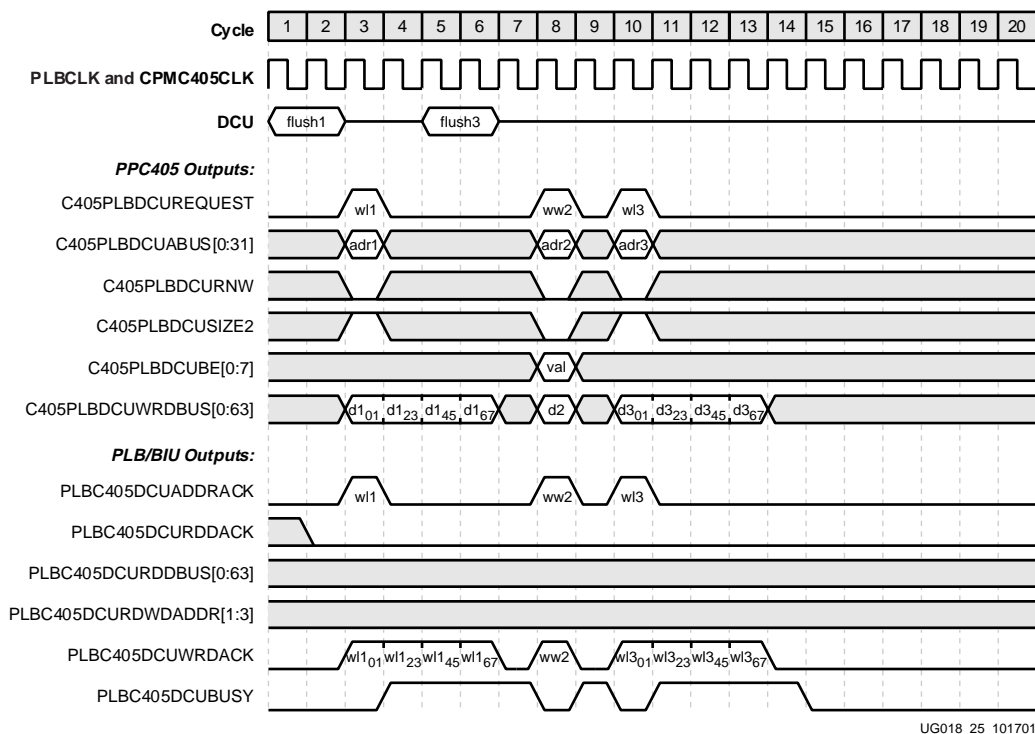 Cycle 1 2 3 4 5 6 7 8 9 10 11 12 13 14 15 16 17 18 19 20
PLBCLK and CPMC405CLK
DCU flush1 flush3
PPC405 Outputs:
C405PLBDCUREQUEST wl1 ww2 wl3
C405PLBDCUABUS[0:31] adr1 adr2 adr3
C405PLBDCURNW
C405PLBDCUSIZE2
C405PLBDCUBE[0:7] val
C405PLBDCUWRDBUS[0:63] d1₀₁ d1₂₃ d1₄₅ d1₆₇ d2 d3₀₁ d3₂₃ d3₄₅ d3₆₇
PLB/BIU Outputs:
PLBC405DCUADDRACK wl1 ww2 wl3
PLBC405DCURDDACK
PLBC405DCURDDBUS[0:63]
PLBC405DCURDWDADDR[1:3]
PLBC405DCUWRDACK wl1₀₁ wl1₂₃ wl1₄₅ wl1₆₇ ww2 wl3₀₁ wl3₂₃ wl3₄₅ wl3₆₇
PLBC405DCUBUSY
UG018_25_101701